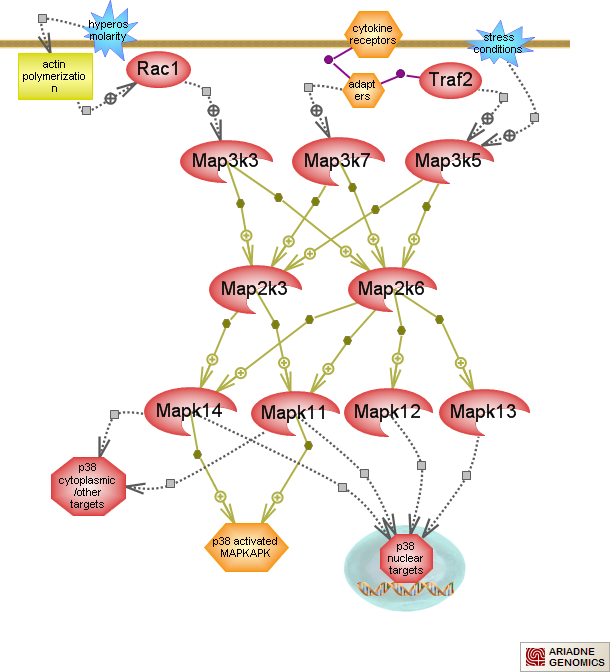 hyperos
molarity
cytokine
receptors
stress
conditions
actin
polymerizatio
n
Rac1
adapt
ers
Traf2
Map3k3
Map3k7
Map3k5
Map2k3
Map2k6
Mapk14
Mapk11
Mapk12
Mapk13
p38
cytoplasmic
/other
targets
p38 activated
MAPKAPK
p38
nuclear
targets
ARIADNE
GENOMICS